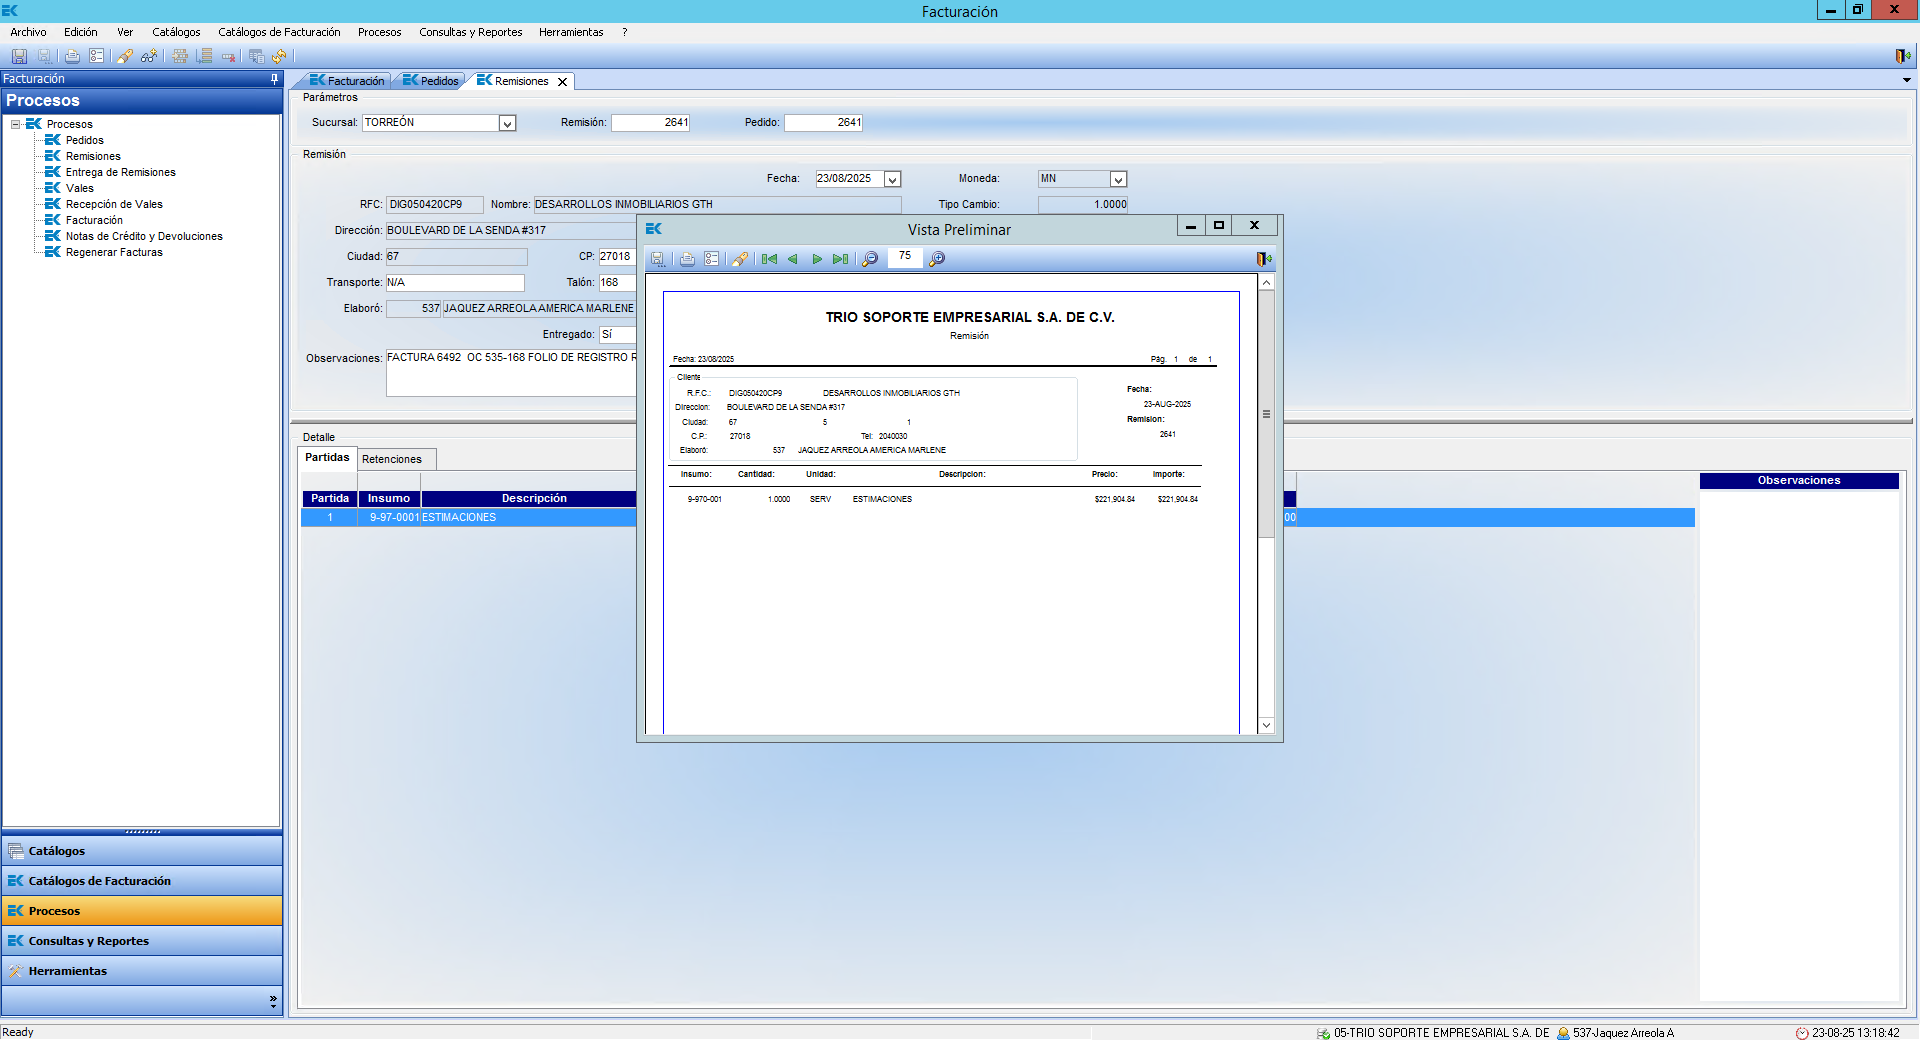 Facturación
Archivo Edición Ver Catálogos Catálogos de Facturación Procesos Consultas y Reportes Herramientas ?
Facturación
Procesos
Procesos
Pedidos
Remisiones
Entrega de Remisiones
Vales
Recepción de Vales
Facturación
Notas de Crédito y Devoluciones
Regenerar Facturas
Catálogos
Catálogos de Facturación
Procesos
Consultas y Reportes
Herramientas
Facturación Pedidos Remisiones
Parámetros
Sucursal: TORREÓN Remisión: 2641 Pedido: 2641
Remisión
Fecha: 23/08/2025 Moneda: MN
RFC: DIG050420CP9 Nombre: DESARROLLOS INMOBILIARIOS GTH Tipo Cambio: 1.0000
Dirección: BOULEVARD DE LA SENDA #317
Ciudad: 67 CP: 27018
Transporte: N/A Talón: 168
Elaboró: 537 JAQUEZ ARREOLA AMERICA MARLENE
Entregado: Sí
Observaciones: FACTURA 6492 OC 535-168 FOLIO DE REGISTRO R
Detalle
Partidas Retenciones
Partida Insumo Descripción
1 9-97-0001 ESTIMACIONES
00
Observaciones
Vista Preliminar
75
TRIO SOPORTE EMPRESARIAL S.A. DE C.V.
Remisión
Fecha: 23/08/2025 Pág. 1 de 1
Cliente
R.F.C.: DIG050420CP9 DESARROLLOS INMOBILIARIOS GTH
Direccion: BOULEVARD DE LA SENDA #317
Ciudad: 67 5 1
C.P.: 27018 Tel: 2040030
Elaboró: 537 JAQUEZ ARREOLA AMERICA MARLENE
Fecha:
23-AUG-2025
Remision:
2641
Insumo: Cantidad: Unidad: Descripcion: Precio: Importe:
9-970-001 1.0000 SERV ESTIMACIONES $221,904.84 $221,904.84
Ready
05-TRIO SOPORTE EMPRESARIAL S.A. DE 537-Jaquez Arreola A 23-08-25 13:18:42